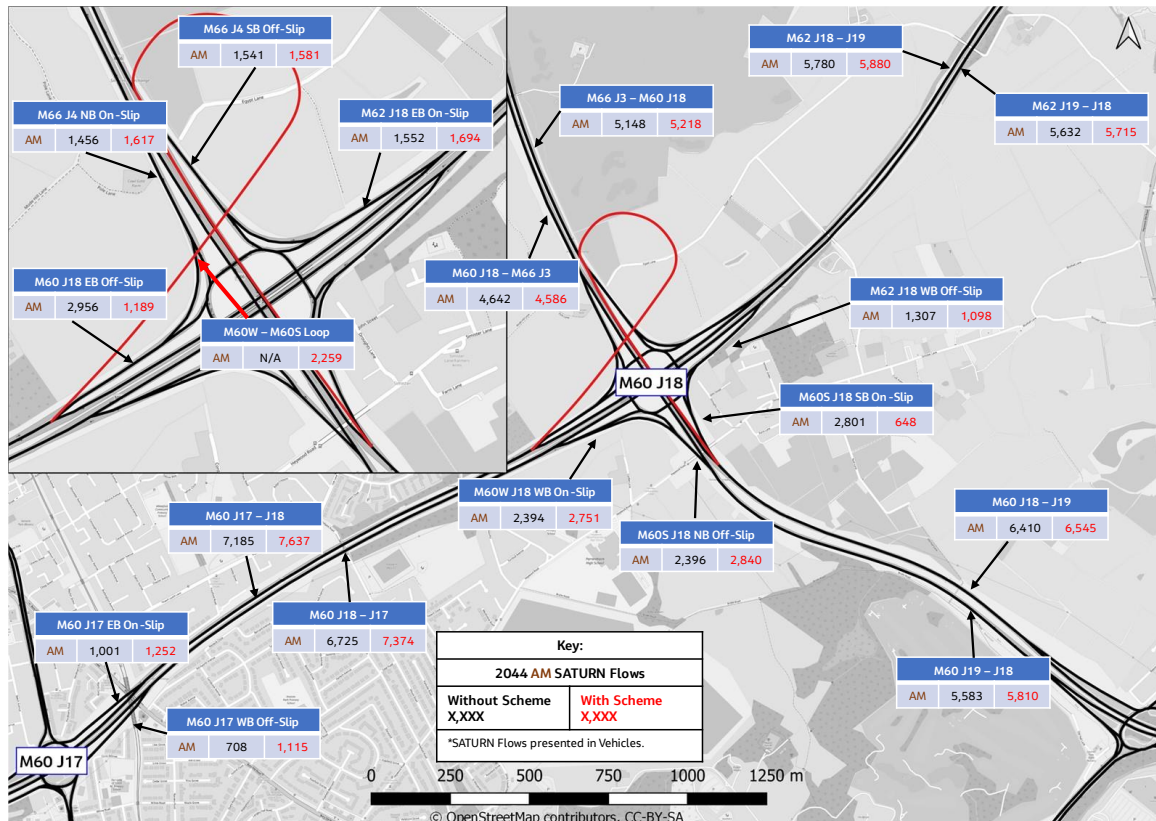 M66 J4 SB Off-Slip
AM 1,541 1,581
M66 J4 NB On-Slip
AM 1,456 1,617
M62 J18 EB On-Slip
AM 1,552 1,694
M60 J18 EB Off-Slip
AM 2,956 1,189
M60W – M60S Loop
AM N/A 2,259
M62 J18 – J19
AM 5,780 5,880
M66 J3 – M60 J18
AM 5,148 5,218
M62 J19 – J18
AM 5,632 5,715
M60 J18 – M66 J3
AM 4,642 4,586
M62 J18 WB Off-Slip
AM 1,307 1,098
M60 J18
M60S J18 SB On-Slip
AM 2,801 648
M60W J18 WB On-Slip
AM 2,394 2,751
M60S J18 NB Off-Slip
AM 2,396 2,840
M60 J18 – J19
AM 6,410 6,545
M60 J17 – J18
AM 7,185 7,637
M60 J18 – J17
AM 6,725 7,374
M60 J17 EB On-Slip
AM 1,001 1,252
M60 J19 – J18
AM 5,583 5,810
M60 J17 WB Off-Slip
AM 708 1,115
M60 J17
Key:
2044 AM SATURN Flows
Without Scheme With Scheme
X,XXX X,XXX
*SATURN Flows presented in Vehicles.
0 250 500 750 1000 1250 m
© OpenStreetMap contributors, CC-BY-SA